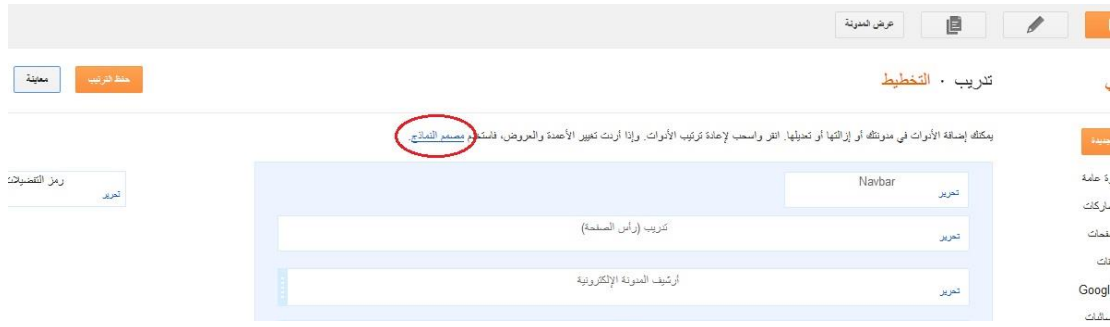 عرض المدونة
تدريب · التخطيط
حفظ الترتيب
معاينة
يمكنك إضافة الأدوات في مدونتك أو إزالتها أو تعديلها. انقر واسحب لإعادة ترتيب الأدوات. وإذا أردت تغيير الأعمدة والعروض، فاستخدم مصمم النماذج.
Navbar
تحرير
رمز التفضيلات
تحرير
تدريب (رأس الصفحة)
تحرير
أرشيف المدونة الإلكترونية
تحرير